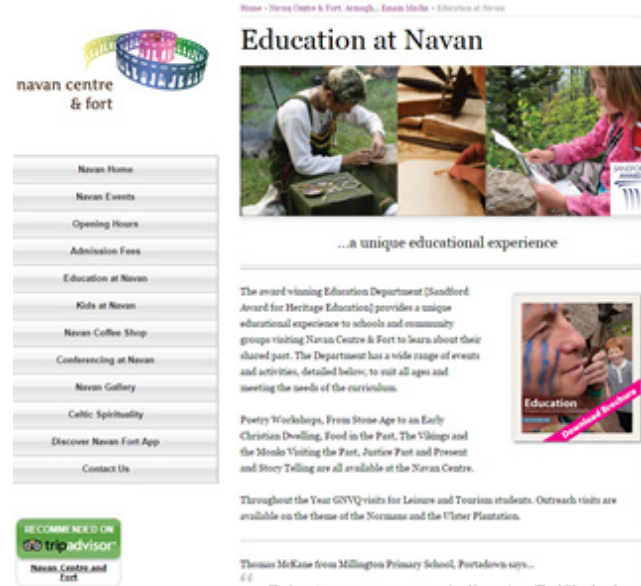 Home » Navan Centre & Fort, Armagh... Emain Macha » Education at Navan
Education at Navan
navan centre
& fort
SANDFORD
AWARD
Navan Home
Navan Events
Opening Hours
Admission Fees
Education at Navan
Kids at Navan
Navan Coffee Shop
Conferencing at Navan
Navan Gallery
Celtic Spirituality
Discover Navan Fort App
Contact Us
RECOMMENDED ON
tripadvisor
Navan Centre and
Fort
...a unique educational experience
The award winning Education Department [Sandford
Award for Heritage Education] provides a unique
educational experience to schools and community
groups visiting Navan Centre & Fort to learn about their
shared past. The Department has a wide range of events
and activities, detailed below, to suit all ages and
meeting the needs of the curriculum.
Education
Download Brochure
Poetry Workshops, From Stone Age to an Early
Christian Dwelling, Food in the Past, The Vikings and
the Monks Visiting the Past, Justice Past and Present
and Story Telling are all available at the Navan Centre.
Throughout the Year GNVQ visits for Leisure and Tourism students. Outreach visits are
available on the theme of the Normans and the Ulster Plantation.
Thomas McKane from Millington Primary School, Portadown says...